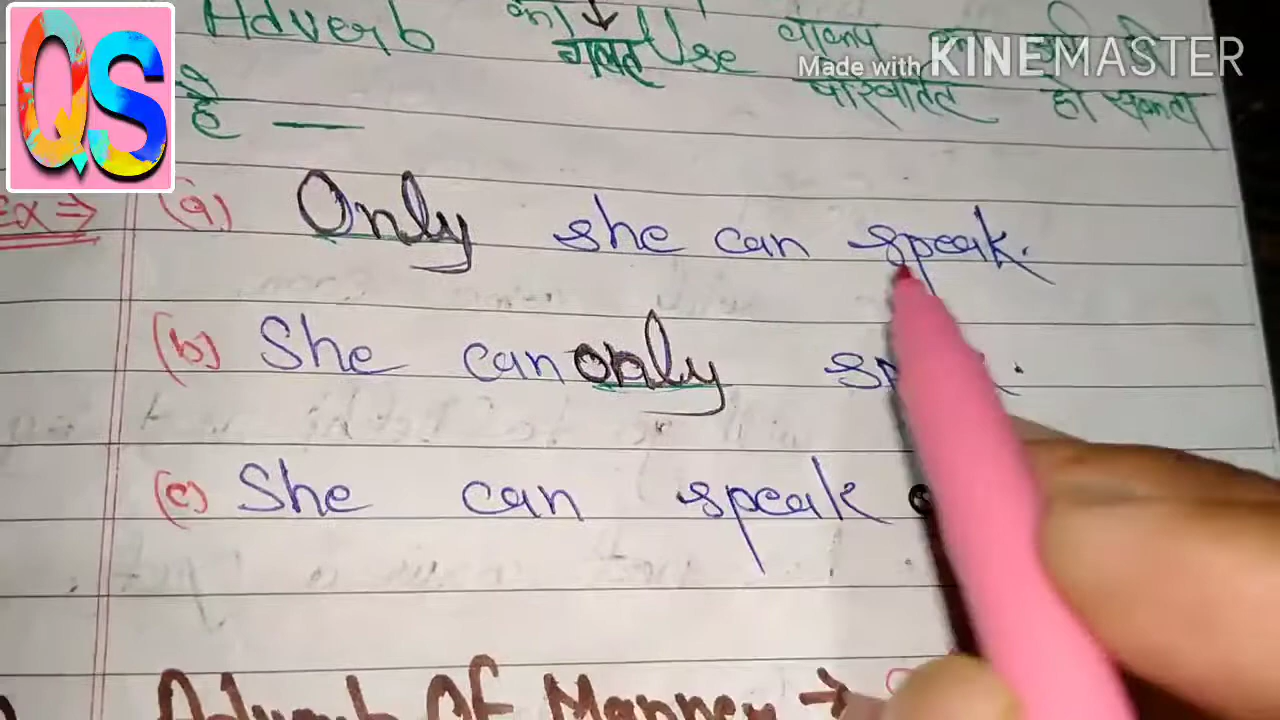 QS
Adverb का गलत Use वाक्य
Made with KINEMASTER
है — परिवर्तित हो सकता
Ex ⇒ (a) Only she can speak.
(b) She can only
(c) She can speak
Adverb Of Manner →